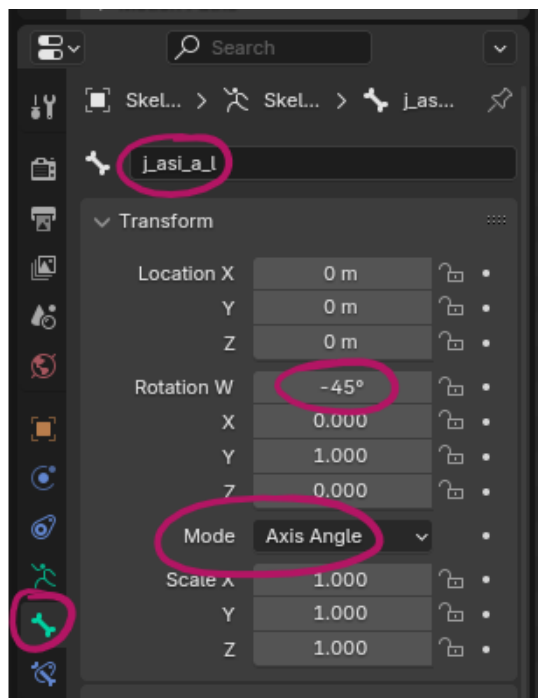 Search
Skel... > Skel... > j_as...
j_asi_a_l
Transform
Location X 0 m
Y 0 m
Z 0 m
Rotation W -45°
X 0.000
Y 1.000
Z 0.000
Mode Axis Angle
Scale X 1.000
Y 1.000
Z 1.000